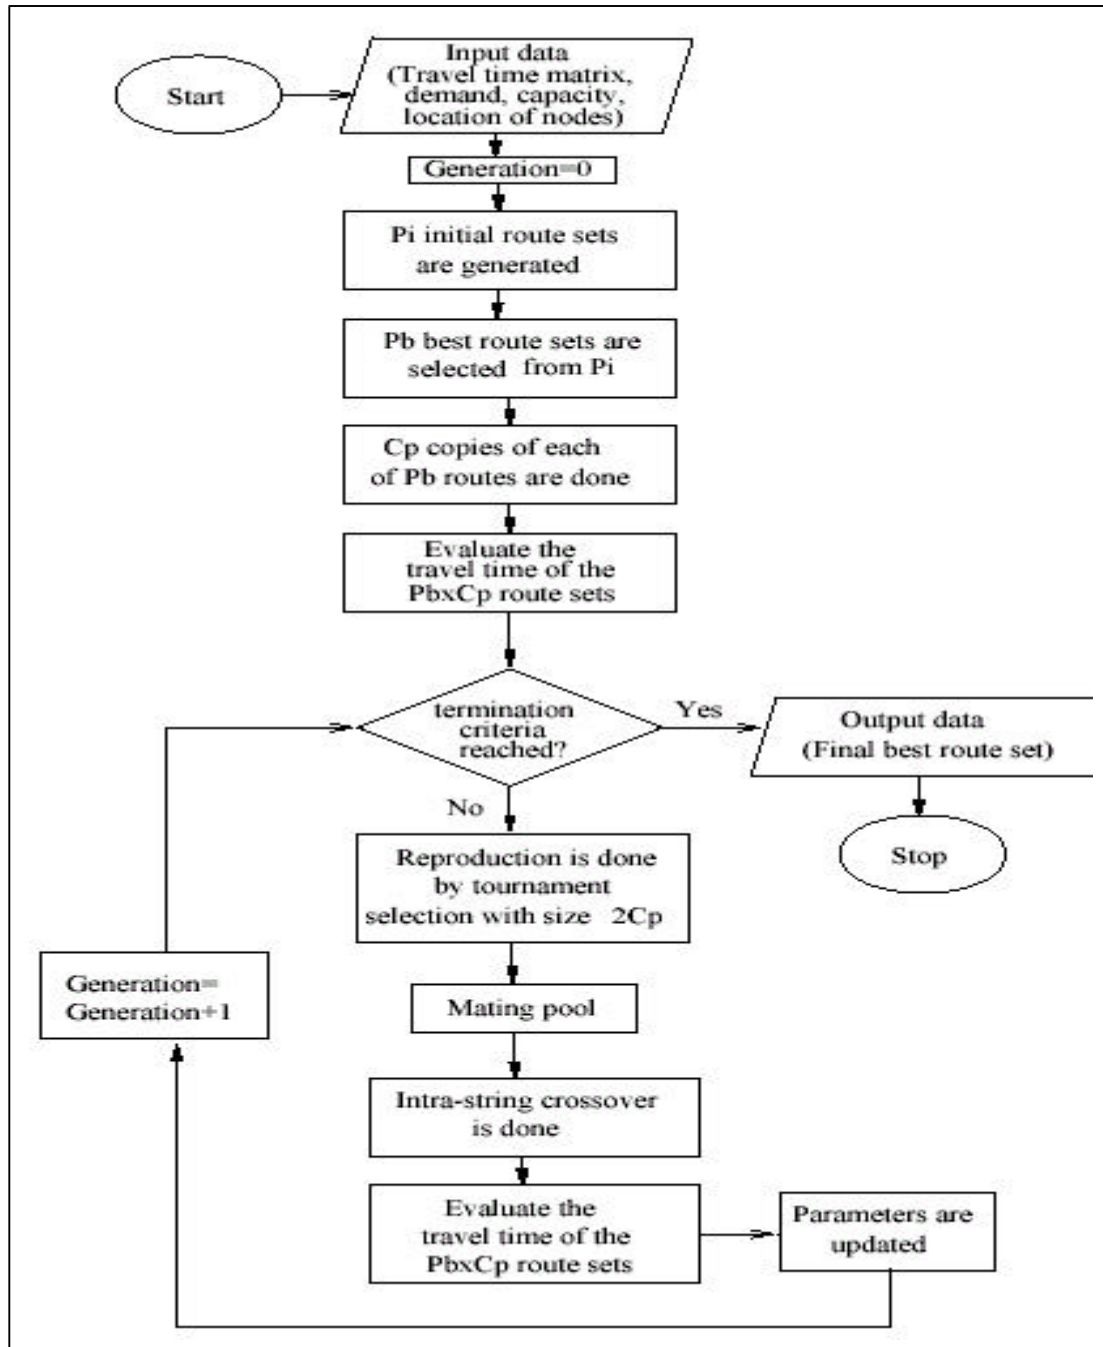 Start
Input data
(Travel time matrix,
demand, capacity,
location of nodes)
Generation=0
Pi initial route sets
are generated
Pb best route sets are
selected from Pi
Cp copies of each
of Pb routes are done
Evaluate the
travel time of the
PbxCp route sets
termination
criteria
reached?
Yes
Output data
(Final best route set)
Stop
No
Reproduction is done
by tournament
selection with size 2Cp
Mating pool
Intra-string crossover
is done
Evaluate the
travel time of the
PbxCp route sets
Parameters are
updated
Generation=
Generation+1